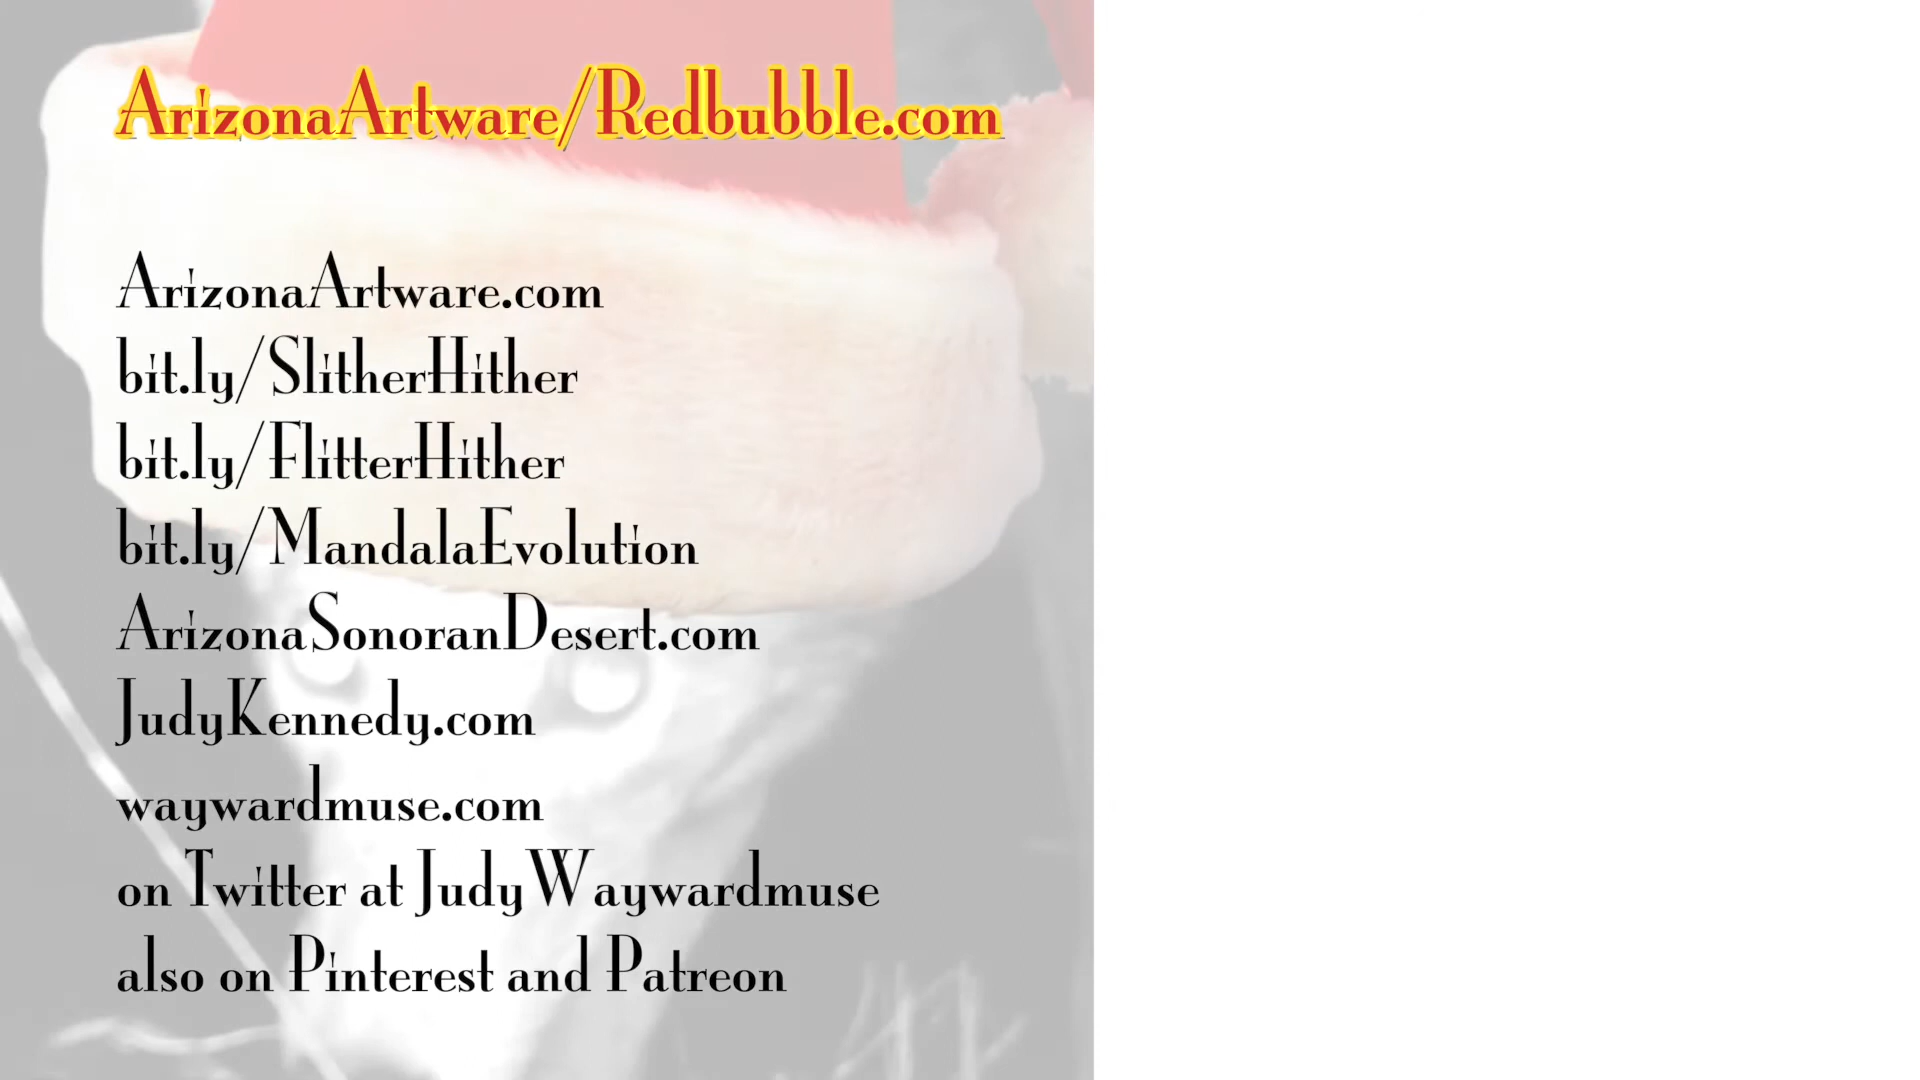 ArizonaArtware/Redbubble.com
ArizonaArtware.com
bit.ly/SlitherHither
bit.ly/FlitterHither
bit.ly/MandalaEvolution
ArizonaSonoranDesert.com
JudyKennedy.com
waywardmuse.com
on Twitter at JudyWaywardmuse
also on Pinterest and Patreon